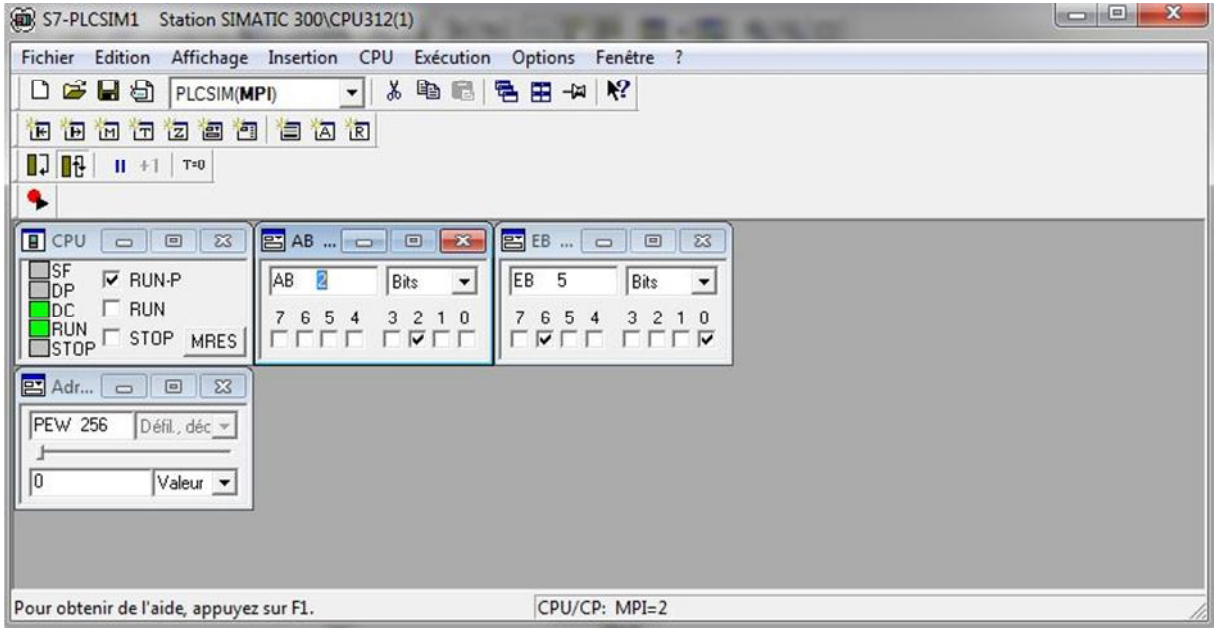 S7-PLCSIM1 Station SIMATIC 300\CPU312(1)
Fichier Edition Affichage Insertion CPU Exécution Options Fenêtre ?
PLCSIM(MPI)
E A M T Z A R
+1 T=0
CPU
SF
DP
DC
RUN
STOP
RUN-P
RUN
STOP MRES
AB ...
AB 2 Bits
7 6 5 4 3 2 1 0
EB ...
EB 5 Bits
7 6 5 4 3 2 1 0
Adr...
PEW 256 Défil., déc
0 Valeur
Pour obtenir de l'aide, appuyez sur F1. CPU/CP: MPI=2